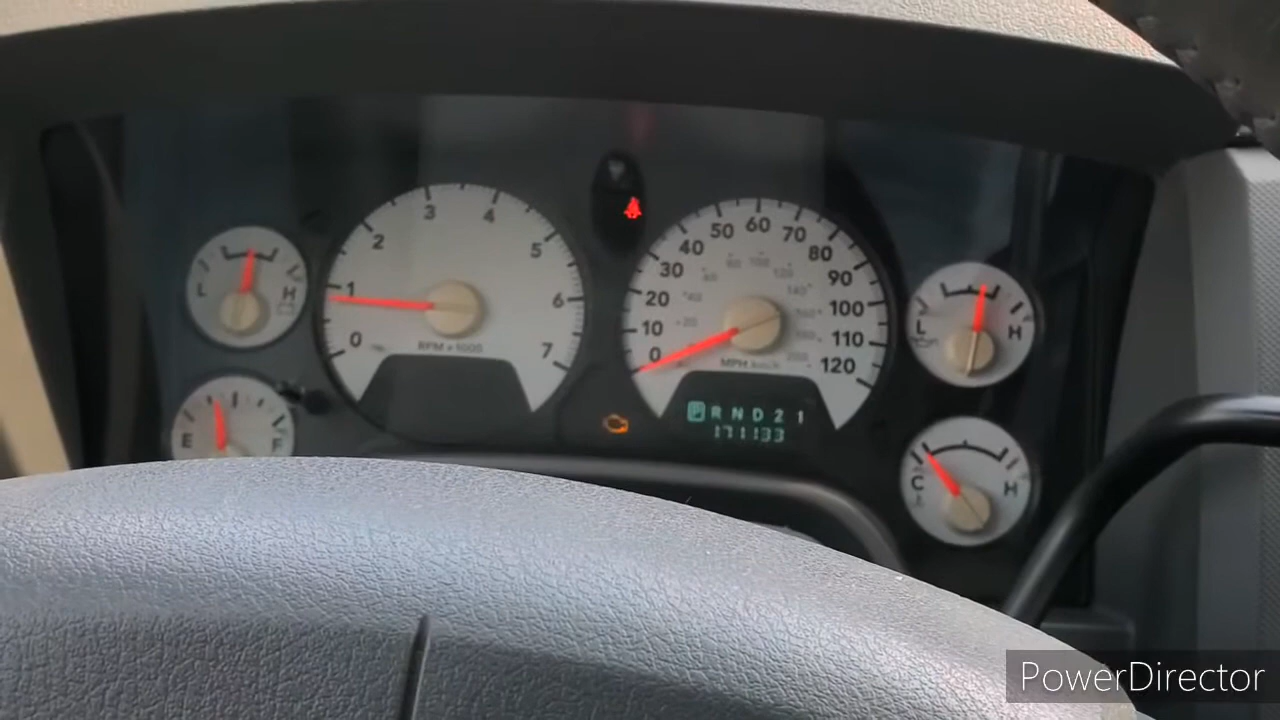 L H
E F
0 1 2 3 4 5 6 7
RPM x 1000
0 10 20 30 40 50 60 70 80 90 100 110 120
MPH km/h
P R N D 2 1
171133
L H
C H
PowerDirector